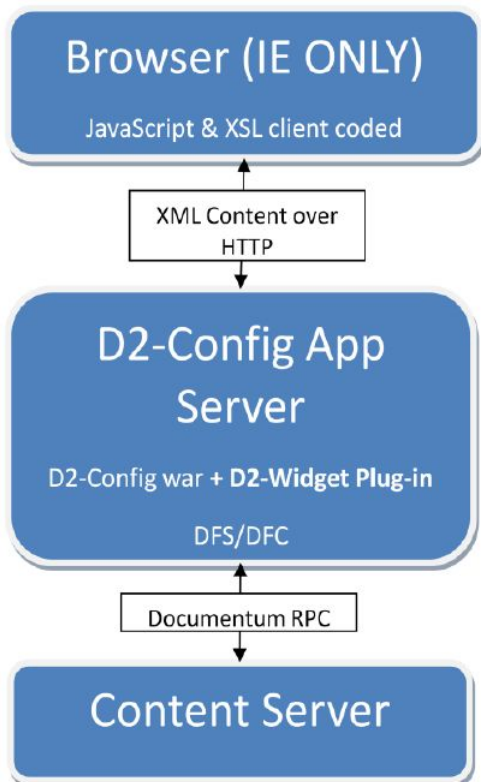 Browser (IE ONLY)
JavaScript & XSL client coded
XML Content over
HTTP
D2-Config App
Server
D2-Config war + D2-Widget Plug-in
DFS/DFC
Documentum RPC
Content Server